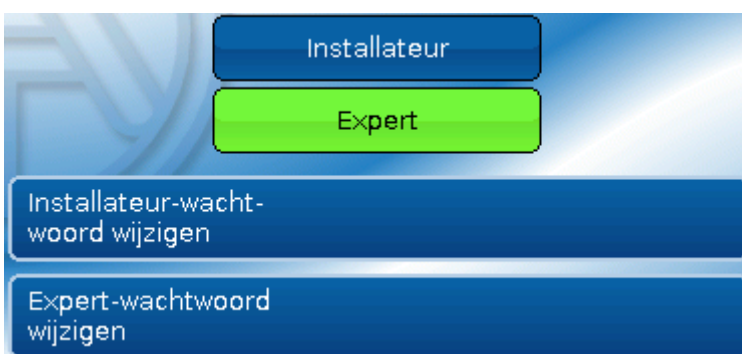 Installateur
Expert
Installateur-wacht-
woord wijzigen
Expert-wachtwoord
wijzigen